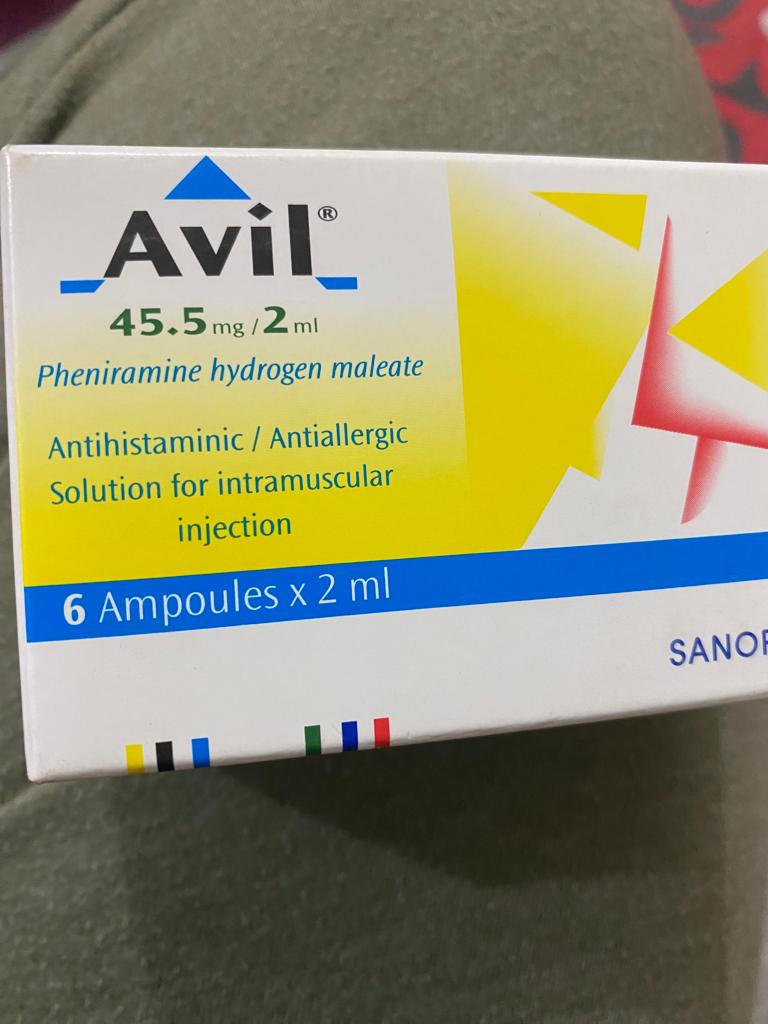 Avil®
45.5 mg / 2 ml
Pheniramine hydrogen maleate
Antihistaminic / Antiallergic
Solution for intramuscular
injection
6 Ampoules x 2 ml